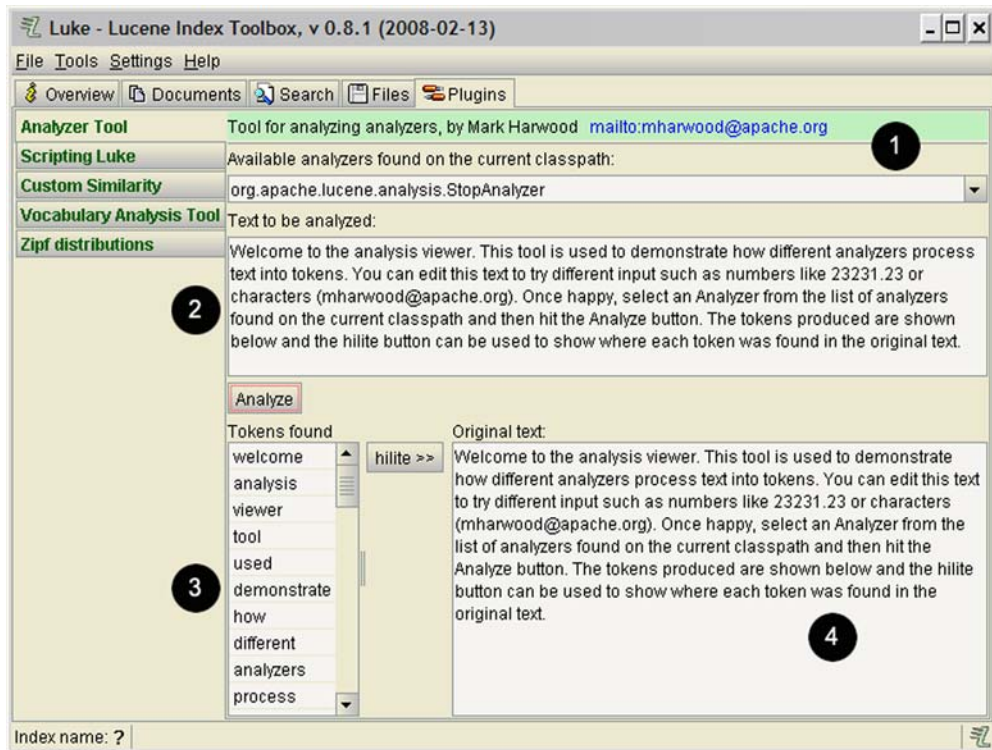 Luke - Lucene Index Toolbox, v 0.8.1 (2008-02-13)
File Tools Settings Help
Overview Documents Search Files Plugins
Analyzer Tool
Scripting Luke
Custom Similarity
Vocabulary Analysis Tool
Zipf distributions
Tool for analyzing analyzers, by Mark Harwood mailto:mharwood@apache.org
1
Available analyzers found on the current classpath:
org.apache.lucene.analysis.StopAnalyzer
Text to be analyzed:
Welcome to the analysis viewer. This tool is used to demonstrate how different analyzers process
text into tokens. You can edit this text to try different input such as numbers like 23231.23 or
characters (mharwood@apache.org). Once happy, select an Analyzer from the list of analyzers
found on the current classpath and then hit the Analyze button. The tokens produced are shown
below and the hilite button can be used to show where each token was found in the original text.
2
Analyze
Tokens found
welcome
analysis
viewer
tool
used
demonstrate
how
different
analyzers
process
3
hilite >>
Original text:
Welcome to the analysis viewer. This tool is used to demonstrate
how different analyzers process text into tokens. You can edit this text
to try different input such as numbers like 23231.23 or characters
(mharwood@apache.org). Once happy, select an Analyzer from the
list of analyzers found on the current classpath and then hit the
Analyze button. The tokens produced are shown below and the hilite
button can be used to show where each token was found in the
original text.
4
Index name: ?